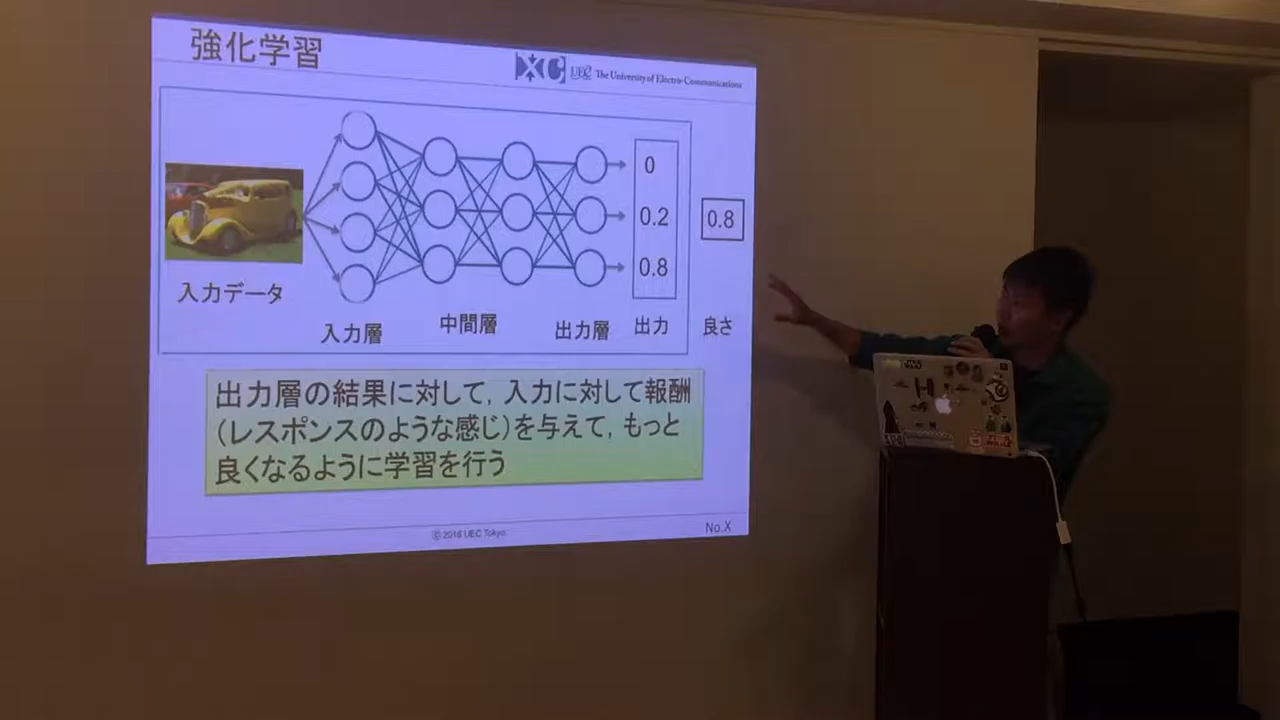 強化学習
UEC The University of Electro-Communications
0
0.2
0.8
0.8
入力データ
入力層
中間層
出力層
出力
良さ
出力層の結果に対して，入力に対して報酬
（レスポンスのような感じ）を与えて，もっと
良くなるように学習を行う
© 2016 UEC Tokyo.
No.X